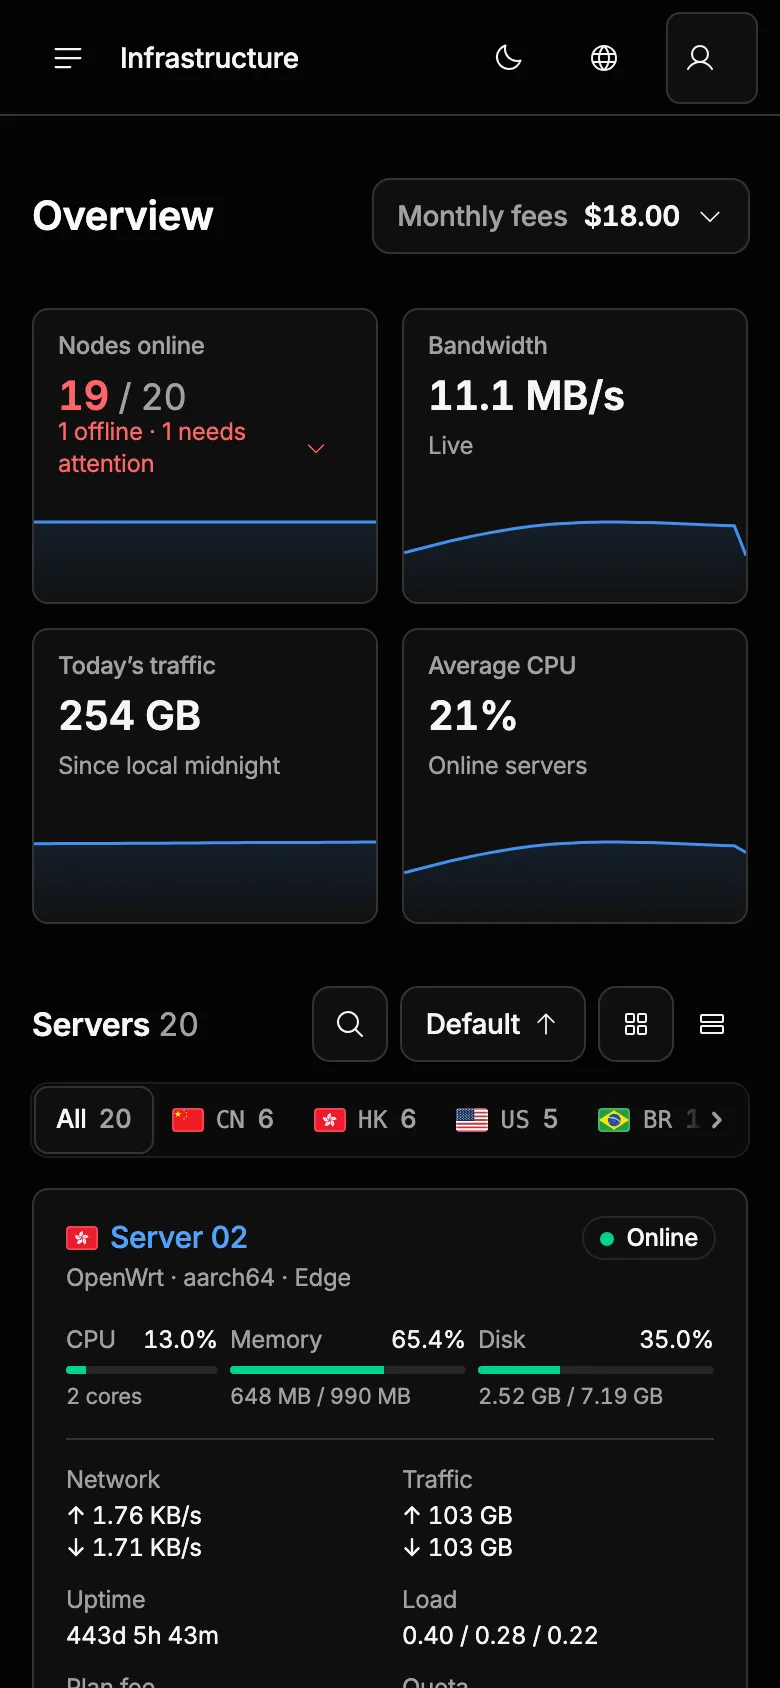 Infrastructure
Overview
Monthly fees $18.00
Nodes online
19 / 20
1 offline · 1 needs
attention
Bandwidth
11.1 MB/s
Live
Today’s traffic
254 GB
Since local midnight
Average CPU
21%
Online servers
Servers 20
Default ↑
All 20 CN 6 HK 6 US 5 BR 1
Server 02
Online
OpenWrt · aarch64 · Edge
CPU 13.0% Memory 65.4% Disk 35.0%
2 cores 648 MB / 990 MB 2.52 GB / 7.19 GB
Network Traffic
↑ 1.76 KB/s ↑ 103 GB
↓ 1.71 KB/s ↓ 103 GB
Uptime Load
443d 5h 43m 0.40 / 0.28 / 0.22
Plan fee Quota